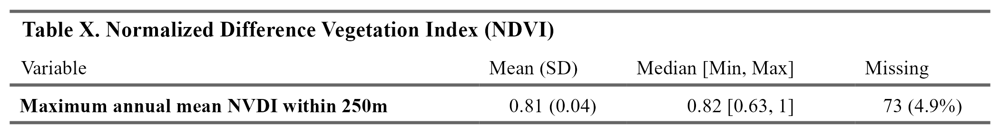 Table X. Normalized Difference Vegetation Index (NDVI)
Variable Mean (SD) Median [Min, Max] Missing
Maximum annual mean NVDI within 250m 0.81 (0.04) 0.82 [0.63, 1] 73 (4.9%)